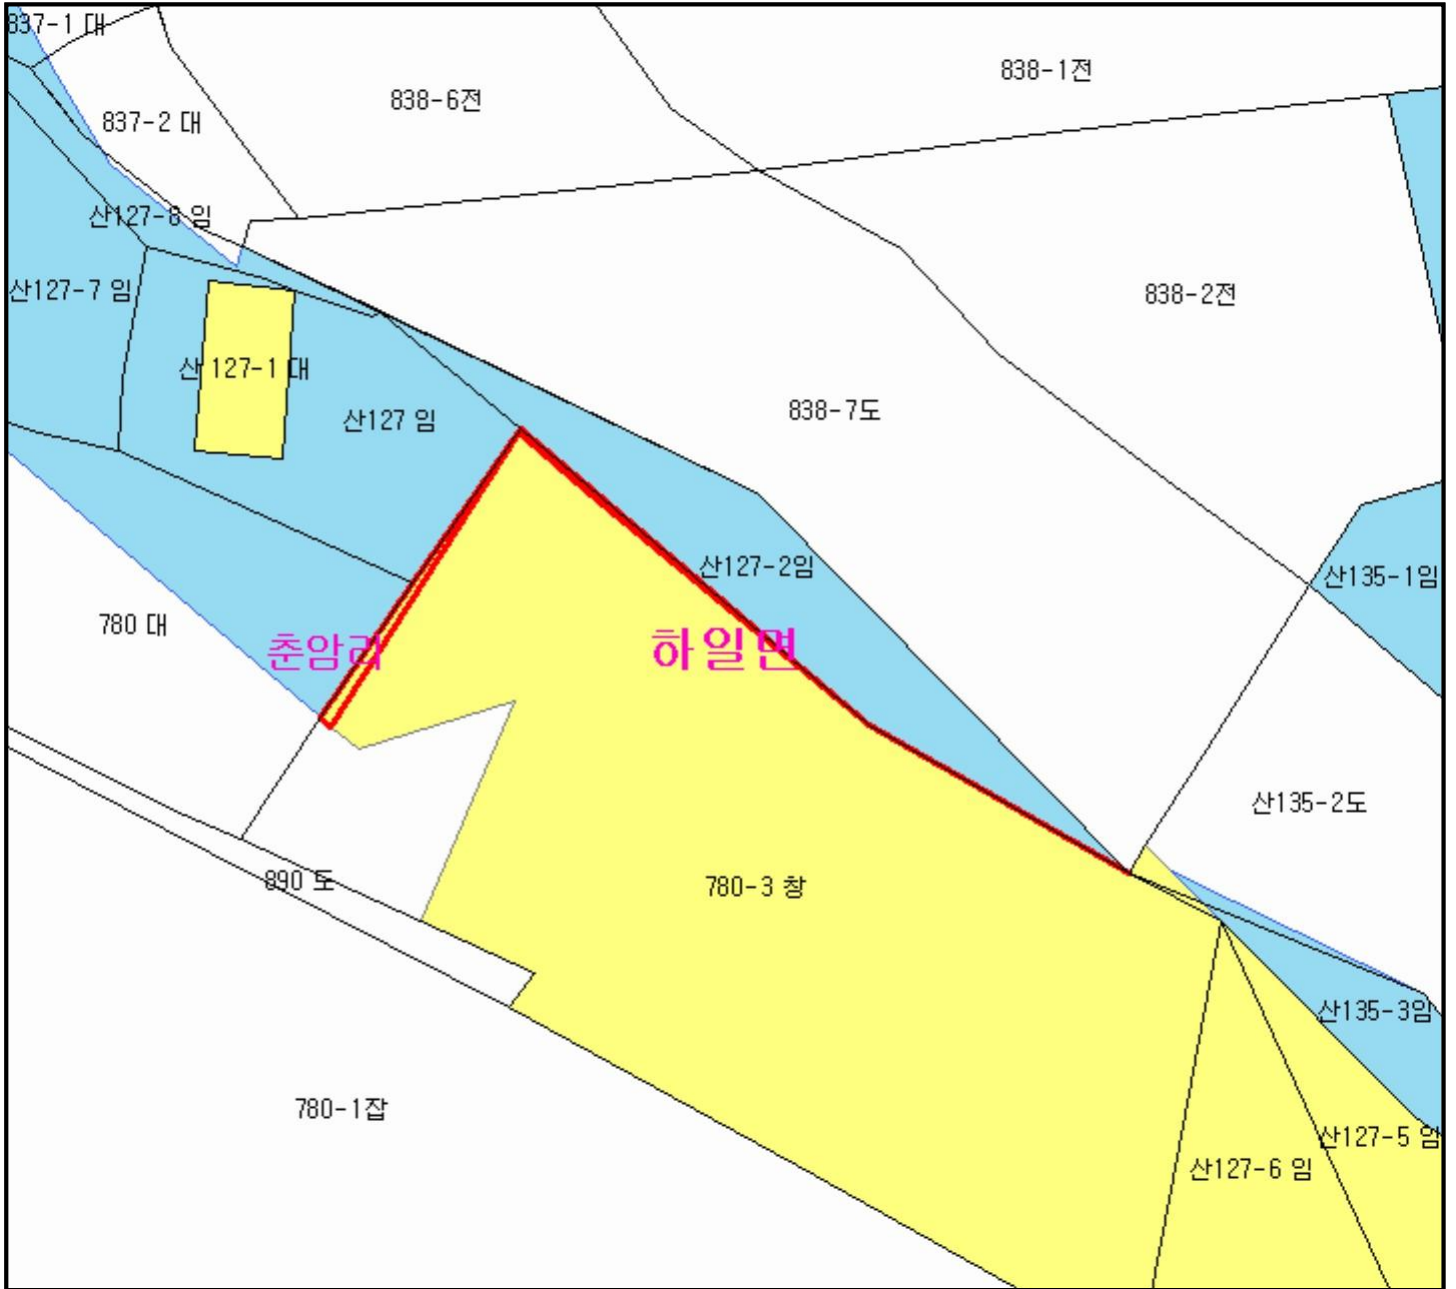 837-1 대
838-1전
838-6전
837-2 대
산127-8 임
산127-7 임
838-2전
산 127-1 대
838-7도
산127 임
산127-2임
산135-1임
780 대
춘암리
하일면
산135-2도
890 도
780-3 창
산135-3임
780-1잡
산127-5 임
산127-6 임